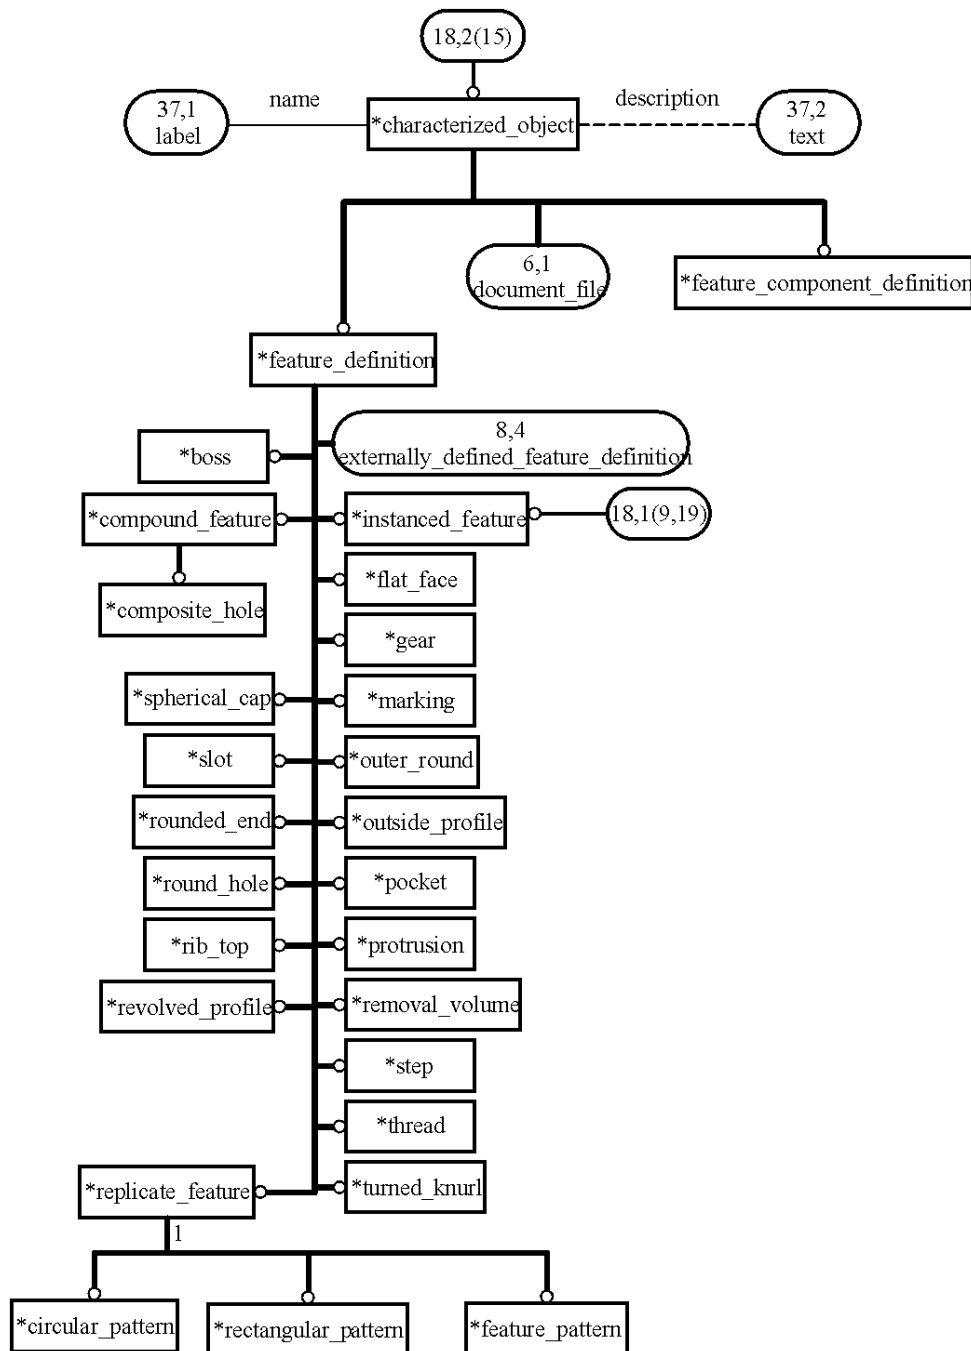 18,2(15)
name
description
37,1
label
*characterized_object
37,2
text
6,1
document_file
*feature_component_definition
*feature_definition
8,4
externally_defined_feature_definition
*boss
*compound_feature
*instanced_feature
18,1(9,19)
*flat_face
*composite_hole
*gear
*spherical_cap
*marking
*slot
*outer_round
*rounded_end
*outside_profile
*round_hole
*pocket
*rib_top
*protrusion
*revolved_profile
*removal_volume
*step
*thread
*replicate_feature
*turned_knurl
1
*circular_pattern
*rectangular_pattern
*feature_pattern